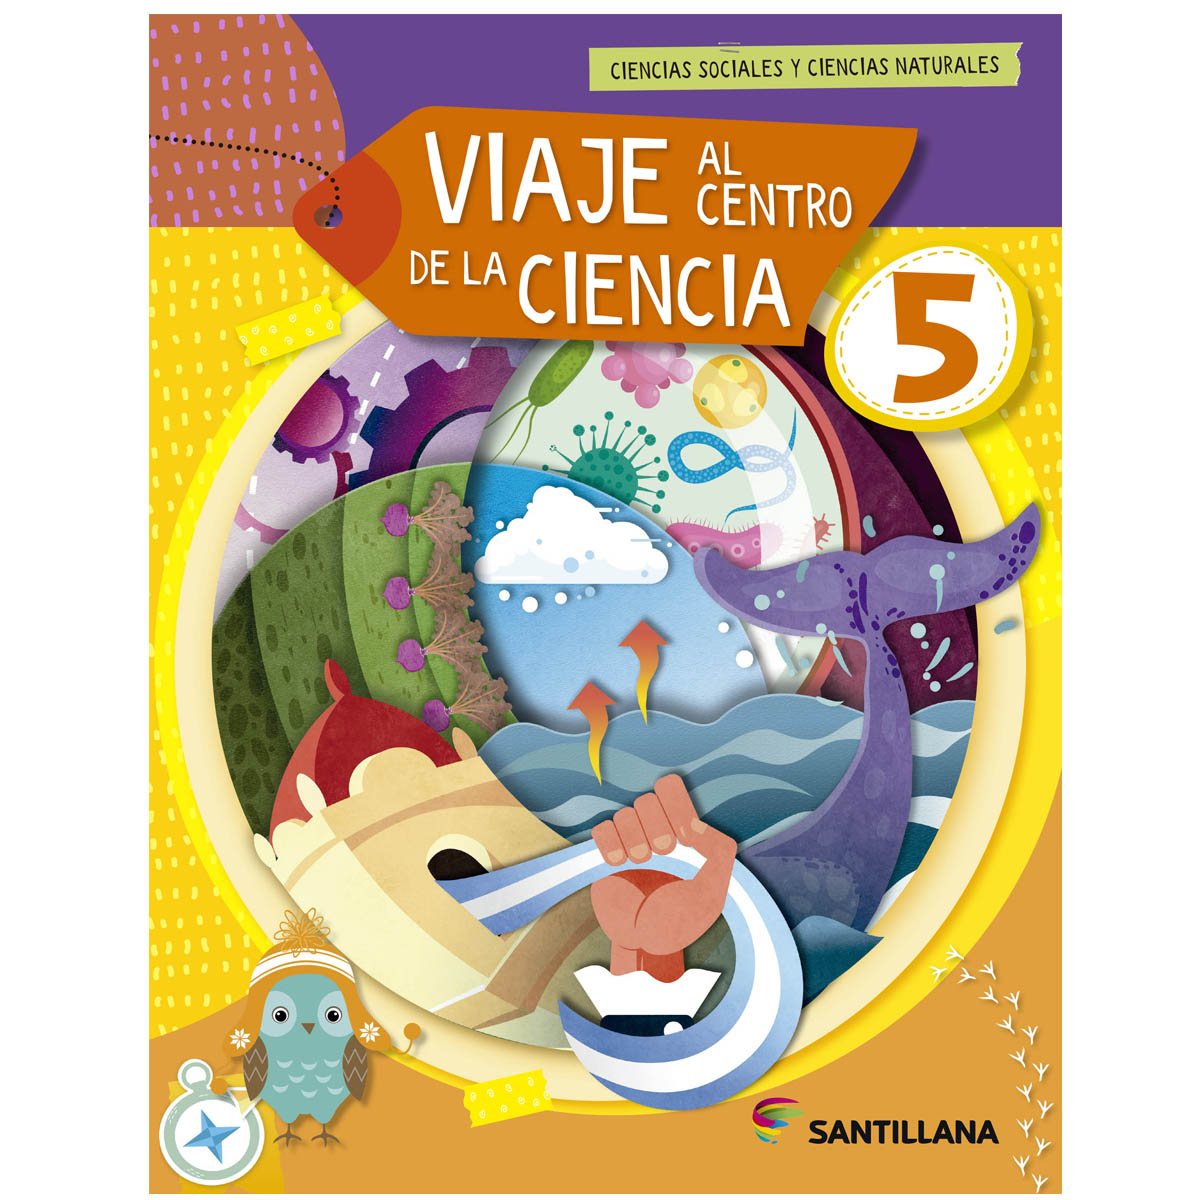 CIENCIAS SOCIALES Y CIENCIAS NATURALES
VIAJE AL CENTRO
DE LA CIENCIA
5
SANTILLANA